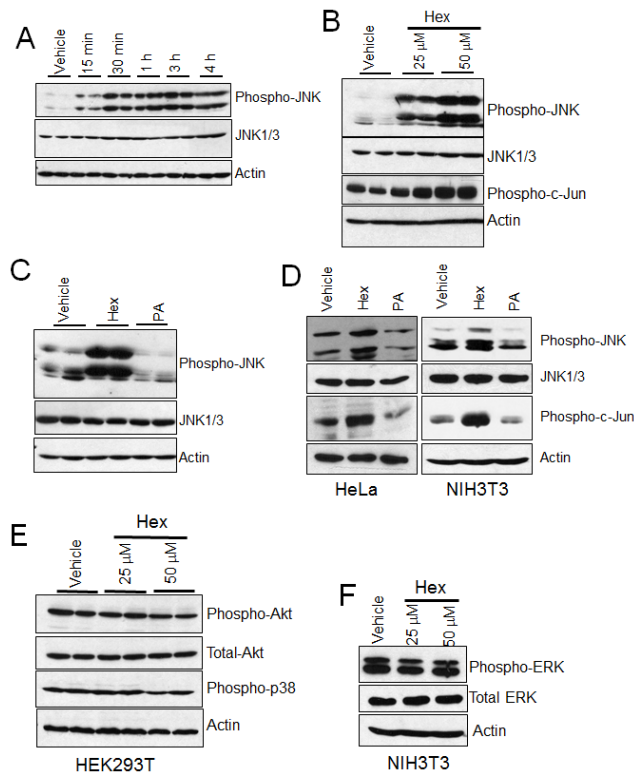 A
Vehicle
15 min
30 min
1 h
3 h
4 h
Phospho-JNK
JNK1/3
Actin
B
Hex
Vehicle
25 µM
50 µM
Phospho-JNK
JNK1/3
Phospho-c-Jun
Actin
C
Vehicle
Hex
PA
Phospho-JNK
JNK1/3
Actin
D
Vehicle
Hex
PA
Vehicle
Hex
PA
Phospho-JNK
JNK1/3
Phospho-c-Jun
Actin
HeLa
NIH3T3
E
Hex
Vehicle
25 µM
50 µM
Phospho-Akt
Total-Akt
Phospho-p38
Actin
HEK293T
F
Hex
Vehicle
25 µM
50 µM
Phospho-ERK
Total ERK
Actin
NIH3T3